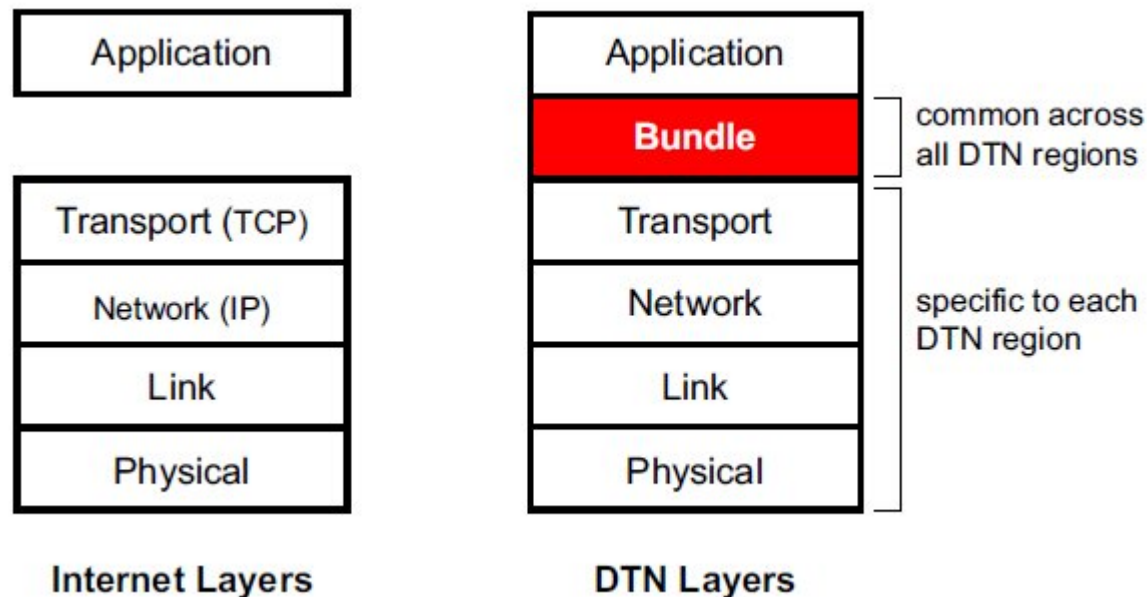 Application
Transport (TCP)
Network (IP)
Link
Physical
Internet Layers
Application
Bundle
Transport
Network
Link
Physical
DTN Layers
common across
all DTN regions
specific to each
DTN region